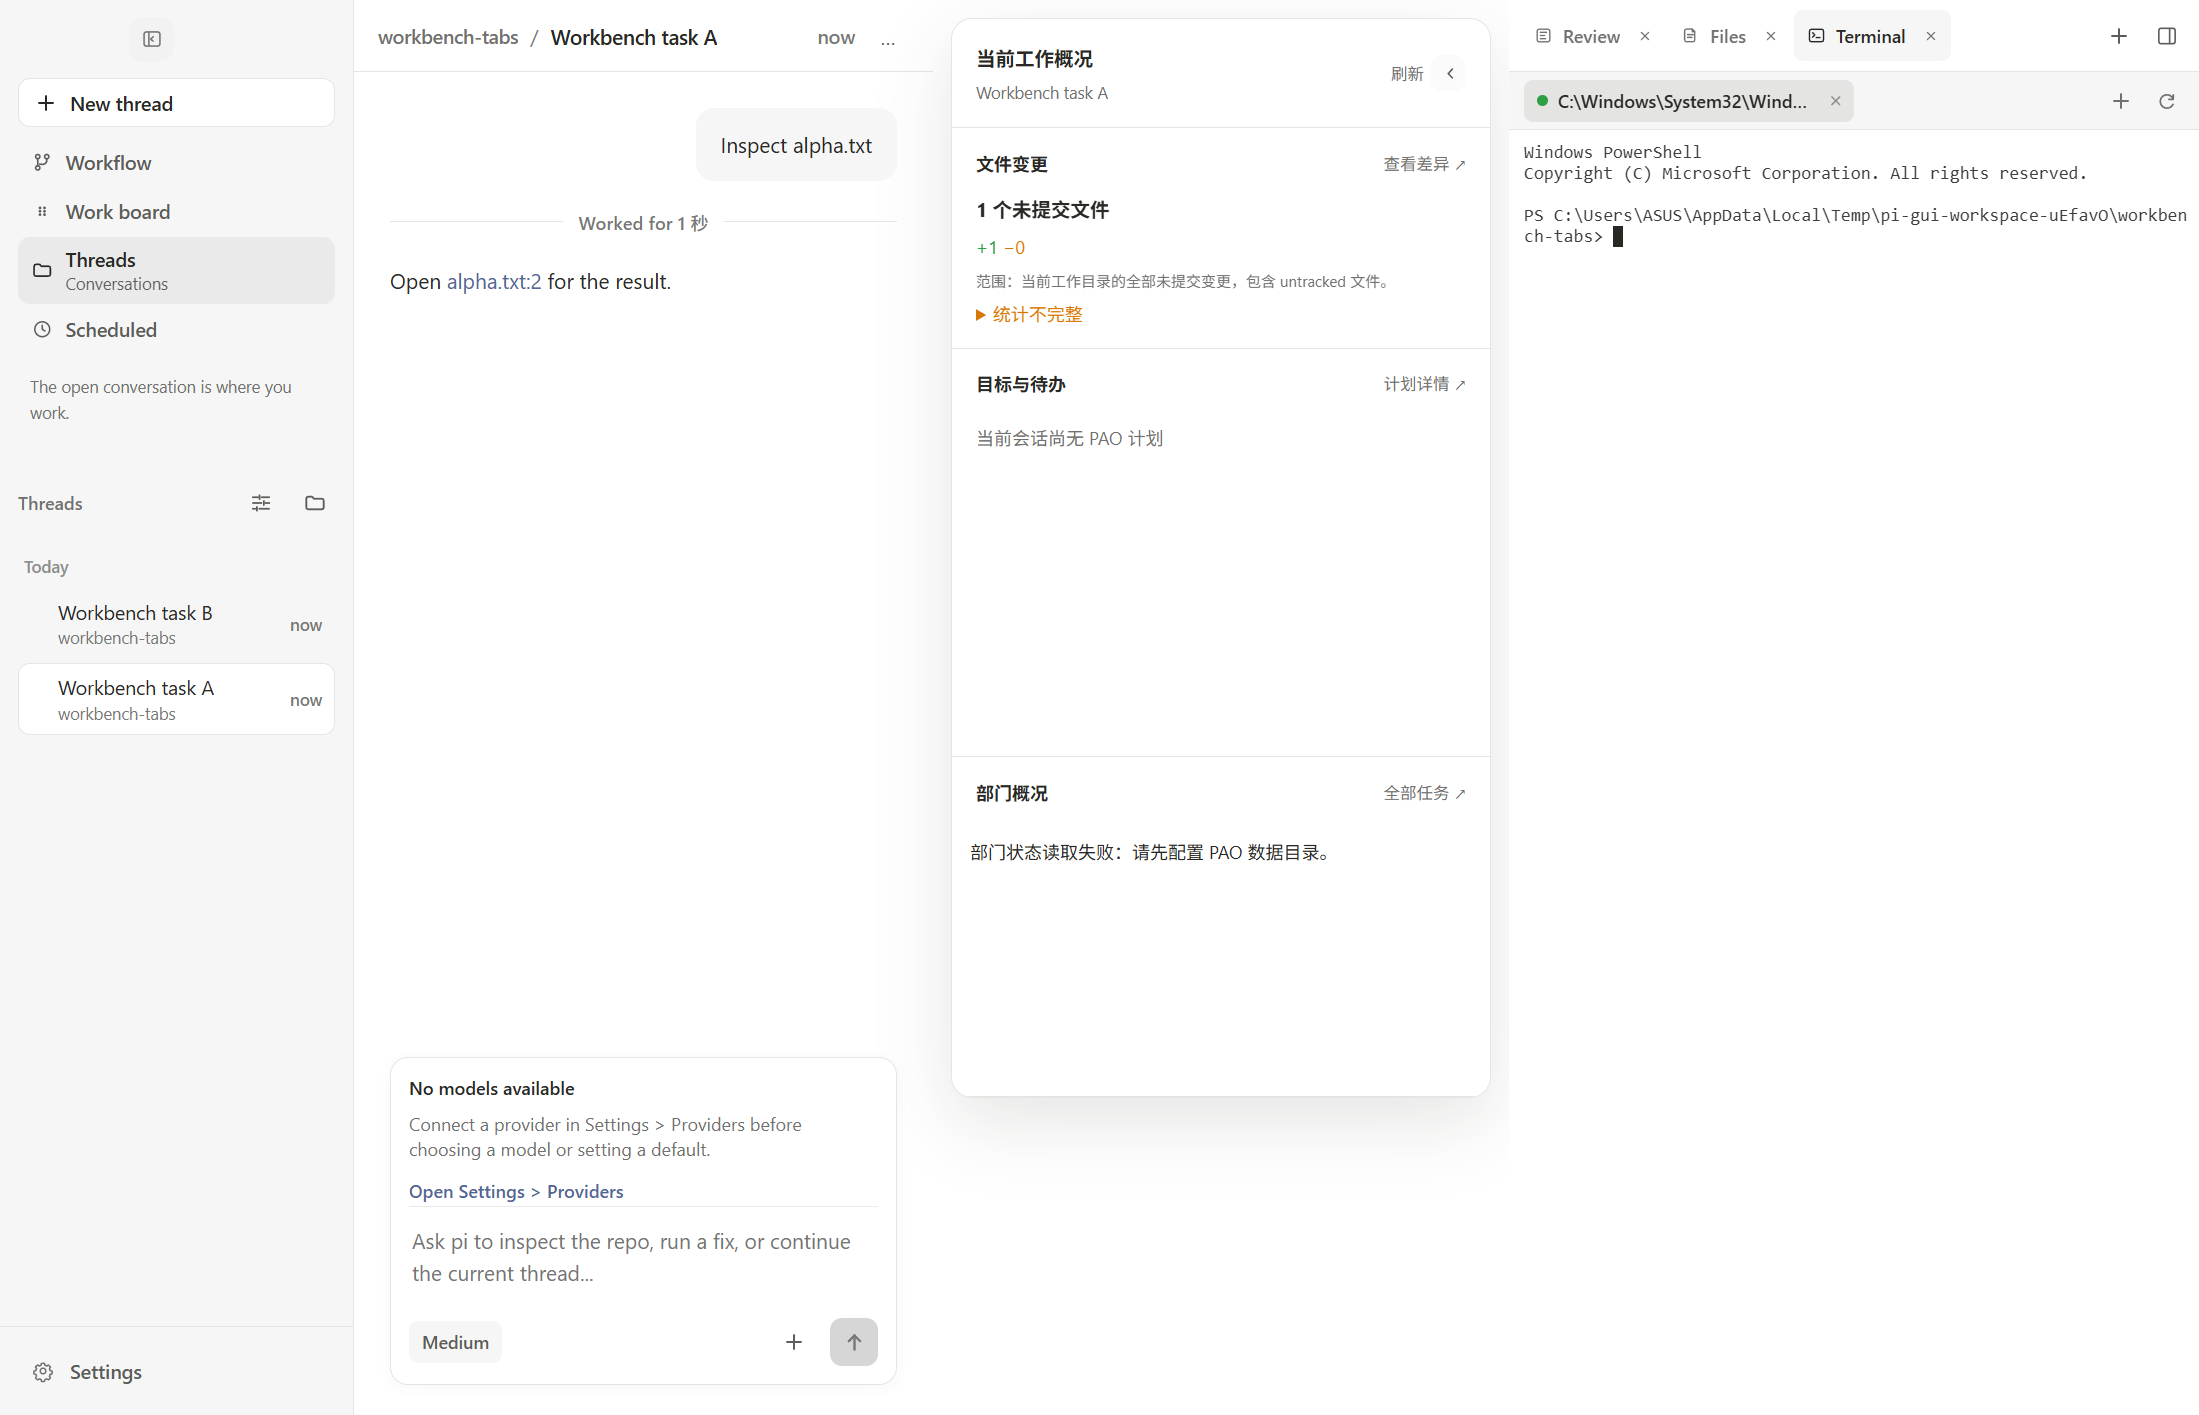 New thread
Workflow
Work board
Threads
Conversations
Scheduled
The open conversation is where you
work.
Threads
Today
Workbench task B
workbench-tabs
now
Workbench task A
workbench-tabs
now
Settings
workbench-tabs / Workbench task A
now
...
Inspect alpha.txt
Worked for 1 秒
Open alpha.txt:2 for the result.
No models available
Connect a provider in Settings > Providers before
choosing a model or setting a default.
Open Settings > Providers
Ask pi to inspect the repo, run a fix, or continue
the current thread...
Medium
当前工作概况
Workbench task A
刷新
文件变更
查看差异 ↗
1 个未提交文件
+1 −0
范围：当前工作目录的全部未提交变更，包含 untracked 文件。
统计不完整
目标与待办
计划详情 ↗
当前会话尚无 PAO 计划
部门概况
全部任务 ↗
部门状态读取失败：请先配置 PAO 数据目录。
Review
Files
Terminal
C:\Windows\System32\Wind...
Windows PowerShell
Copyright (C) Microsoft Corporation. All rights reserved.
PS C:\Users\ASUS\AppData\Local\Temp\pi-gui-workspace-uEfavO\workben
ch-tabs>